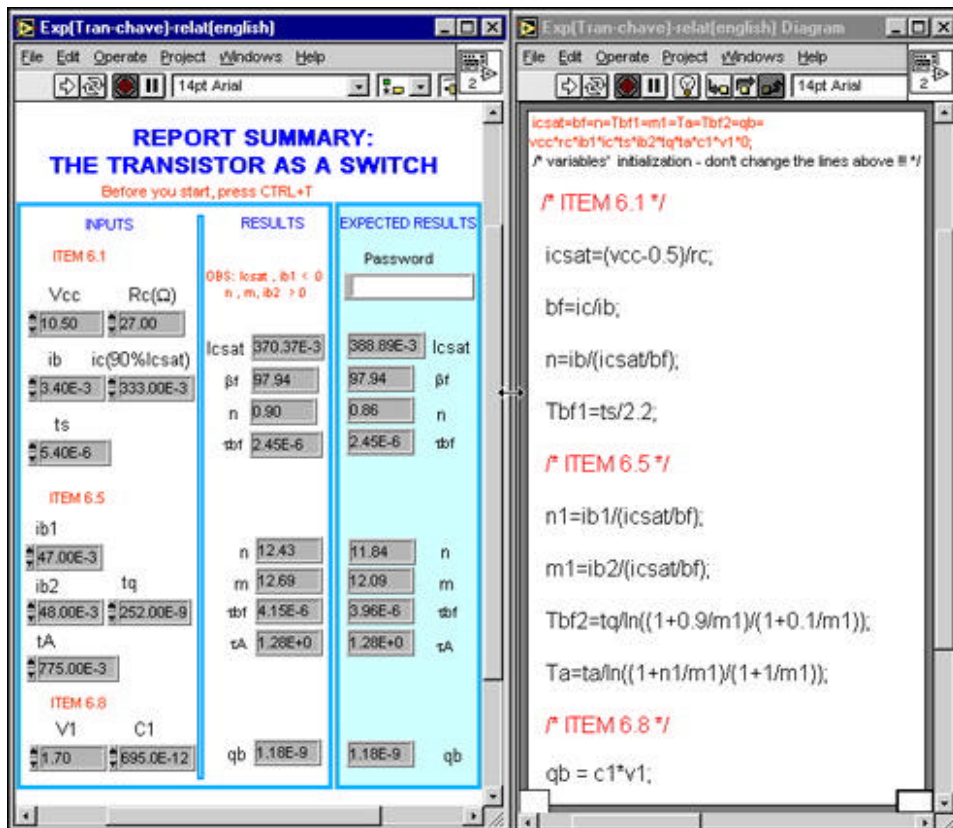 Exp(Tran-chave)-relat(english)
File Edit Operate Project Windows Help
14pt Arial
2
REPORT SUMMARY:
THE TRANSISTOR AS A SWITCH
Before you start, press CTRL+T
INPUTS
ITEM 6.1
Vcc Rc(Ω)
10.50 27.00
ib ic(90%Icsat)
3.40E-3 333.00E-3
ts
5.40E-6
ITEM 6.5
ib1
47.00E-3
ib2 tq
48.00E-3 252.00E-9
tA
775.00E-3
ITEM 6.8
V1 C1
1.70 695.0E-12
RESULTS
OBS: Icsat , ib1 < 0
n , m, ib2 > 0
Icsat 370.37E-3
βf 97.94
n 0.90
τbf 2.45E-6
n 12.43
m 12.69
τbf 4.15E-6
τA 1.28E+0
qb 1.18E-9
EXPECTED RESULTS
Password
388.89E-3 Icsat
97.94 βf
0.86 n
2.45E-6 τbf
11.84 n
12.09 m
3.96E-6 τbf
1.28E+0 τA
1.18E-9 qb
Exp(Tran-chave)-relat(english) Diagram
File Edit Operate Project Windows Help
14pt Arial
2
icsat=bf=n=Tbf1=m1=Ta=Tbf2=qb=
vcc*rc*ib1*ic*ts*ib2*tq*ta*c1*v1*0;
/* variables' initialization - don't change the lines above !!! */
/* ITEM 6.1 */
icsat=(vcc-0.5)/rc;
bf=ic/ib;
n=ib/(icsat/bf);
Tbf1=ts/2.2;
/* ITEM 6.5 */
n1=ib1/(icsat/bf);
m1=ib2/(icsat/bf);
Tbf2=tq/ln((1+0.9/m1)/(1+0.1/m1));
Ta=ta/ln((1+n1/m1)/(1+1/m1));
/* ITEM 6.8 */
qb = c1*v1;